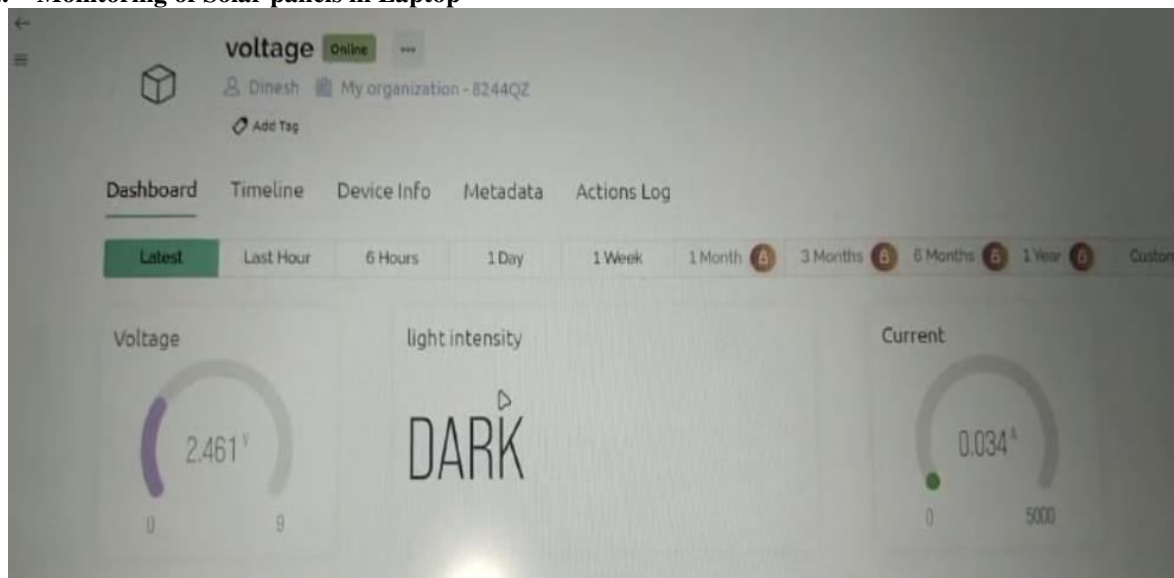 Monitoring of Solar panels in Laptop
voltage Online ...
Dinesh My organization - 8244QZ
Add Tag
Dashboard Timeline Device Info Metadata Actions Log
Latest Last Hour 6 Hours 1 Day 1 Week 1 Month 3 Months 6 Months 1 Year Custom
Voltage light intensity Current
2.461 V DARK 0.034 A
0 9 0 5000